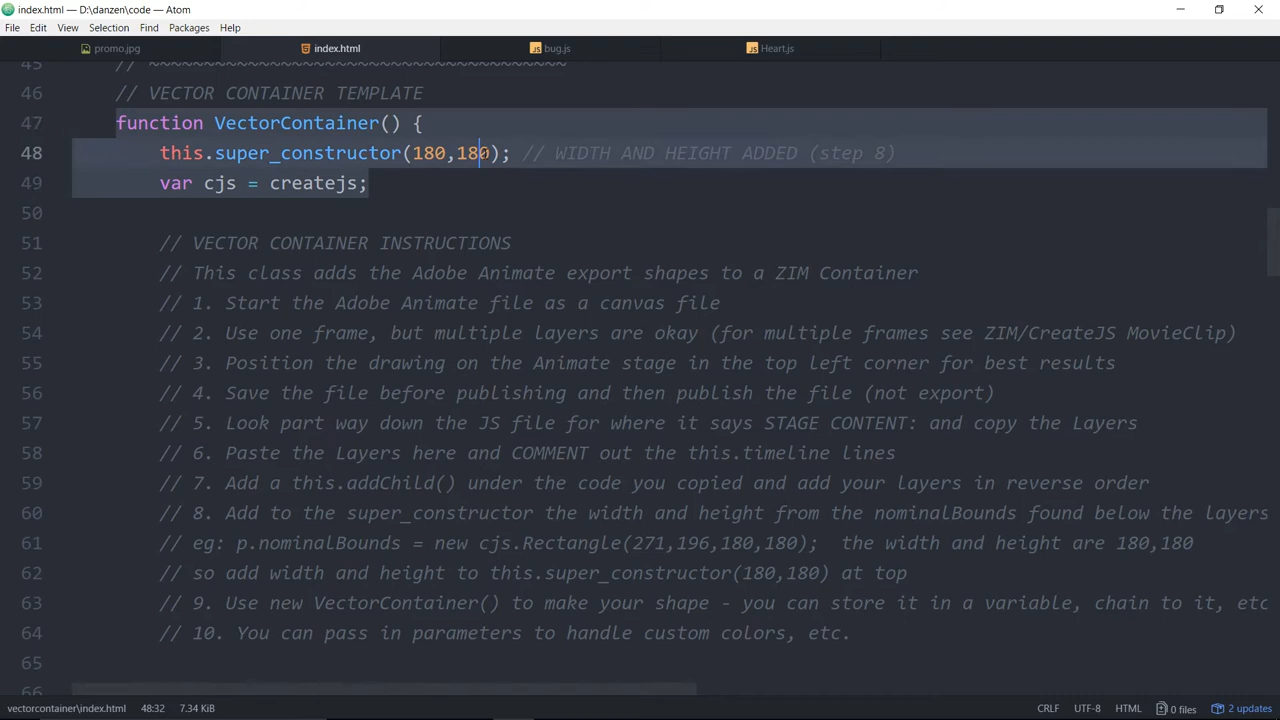 index.html — D:\danzen\code — Atom
File Edit View Selection Find Packages Help
promo.jpg index.html bug.js Heart.js
45 // ~~~~~~~~~~~~~~~~~~~~~~~~~~~~~~~~~~~~~~
46 // VECTOR CONTAINER TEMPLATE
47 function VectorContainer() {
48 this.super_constructor(180,180); // WIDTH AND HEIGHT ADDED (step 8)
49 var cjs = createjs;
50
51 // VECTOR CONTAINER INSTRUCTIONS
52 // This class adds the Adobe Animate export shapes to a ZIM Container
53 // 1. Start the Adobe Animate file as a canvas file
54 // 2. Use one frame, but multiple layers are okay (for multiple frames see ZIM/CreateJS MovieClip)
55 // 3. Position the drawing on the Animate stage in the top left corner for best results
56 // 4. Save the file before publishing and then publish the file (not export)
57 // 5. Look part way down the JS file for where it says STAGE CONTENT: and copy the Layers
58 // 6. Paste the Layers here and COMMENT out the this.timeline lines
59 // 7. Add a this.addChild() under the code you copied and add your layers in reverse order
60 // 8. Add to the super_constructor the width and height from the nominalBounds found below the layers
61 // eg: p.nominalBounds = new cjs.Rectangle(271,196,180,180);  the width and height are 180,180
62 // so add width and height to this.super_constructor(180,180) at top
63 // 9. Use new VectorContainer() to make your shape - you can store it in a variable, chain to it, etc
64 // 10. You can pass in parameters to handle custom colors, etc.
65
66
vectorcontainer\index.html 48:32 7.34 KiB CRLF UTF-8 HTML 0 files 2 updates